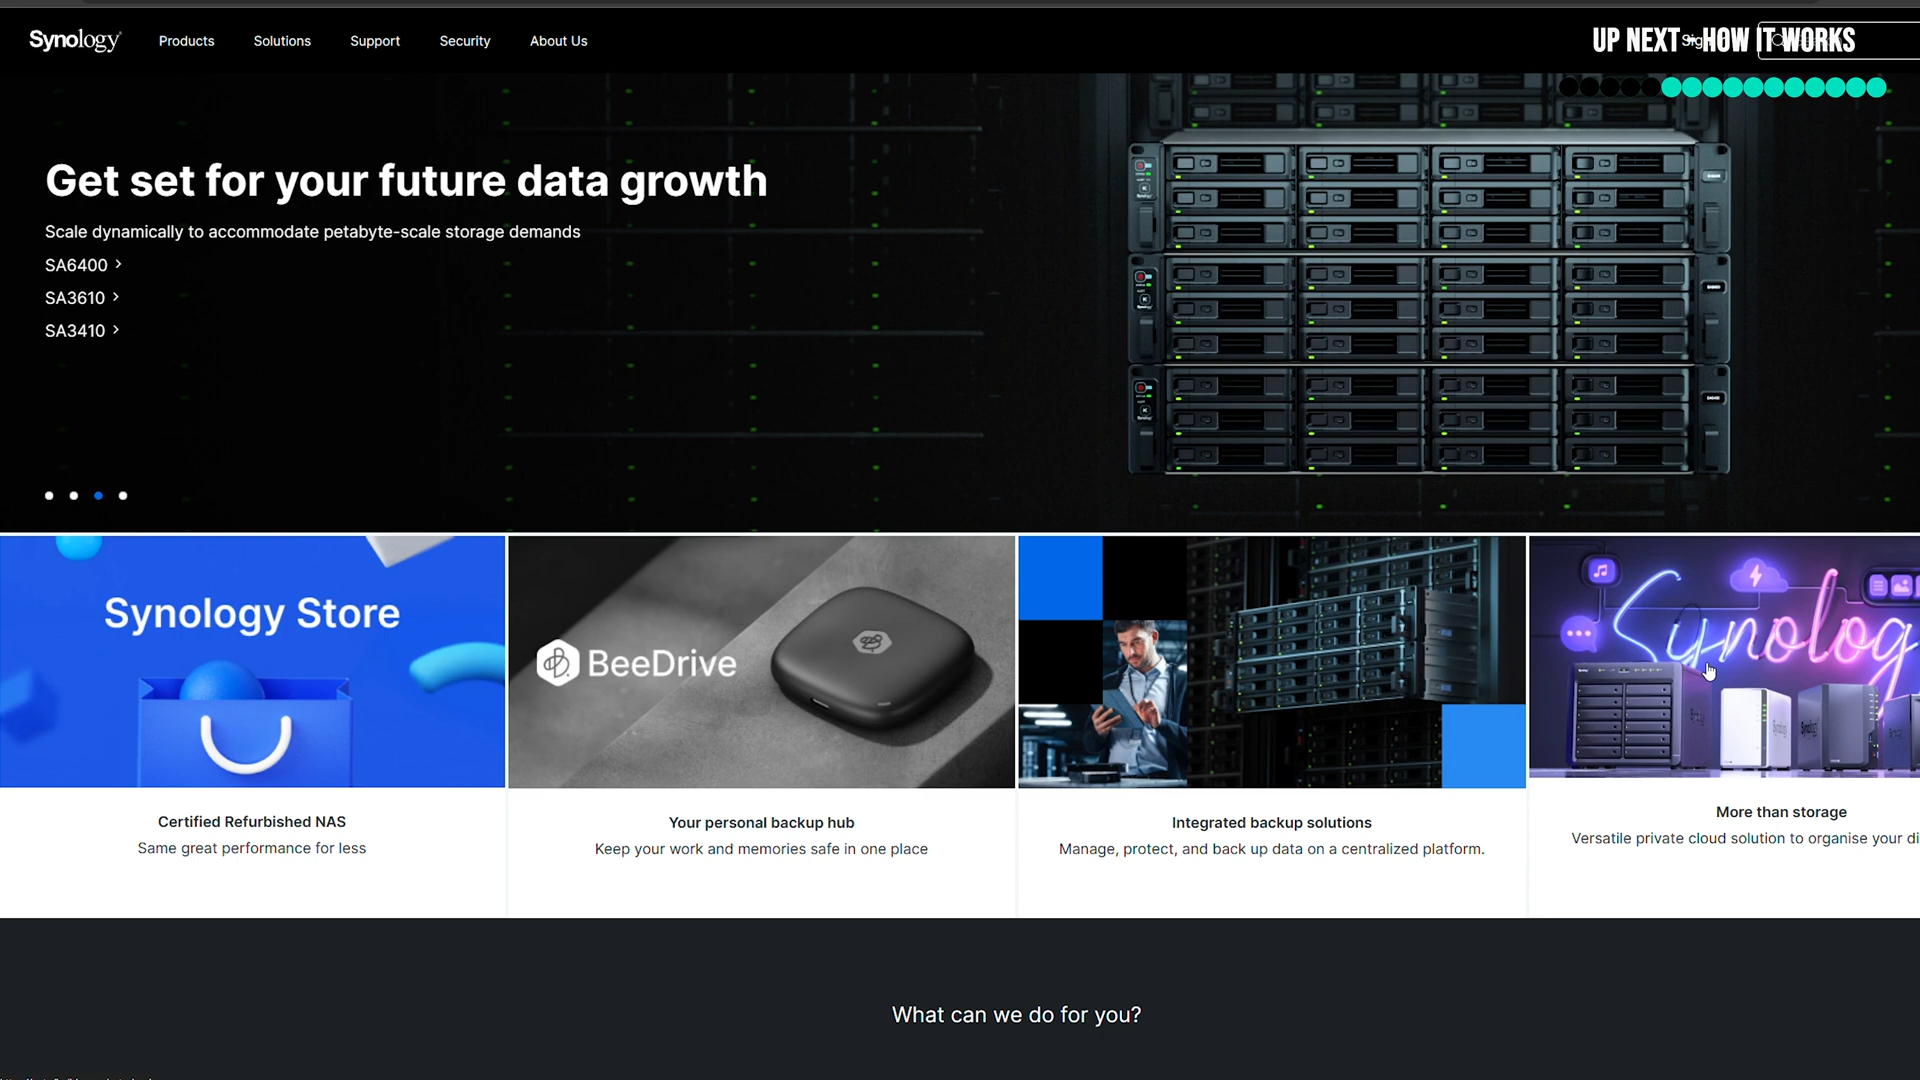 Synology
Products
Solutions
Support
Security
About Us
UP NEXT - HOW IT WORKS
Get set for your future data growth
Scale dynamically to accommodate petabyte-scale storage demands
SA6400
SA3610
SA3410
Synology Store
BeeDrive
Synolog
Certified Refurbished NAS
Same great performance for less
Your personal backup hub
Keep your work and memories safe in one place
Integrated backup solutions
Manage, protect, and back up data on a centralized platform.
More than storage
Versatile private cloud solution to organise your di
What can we do for you?